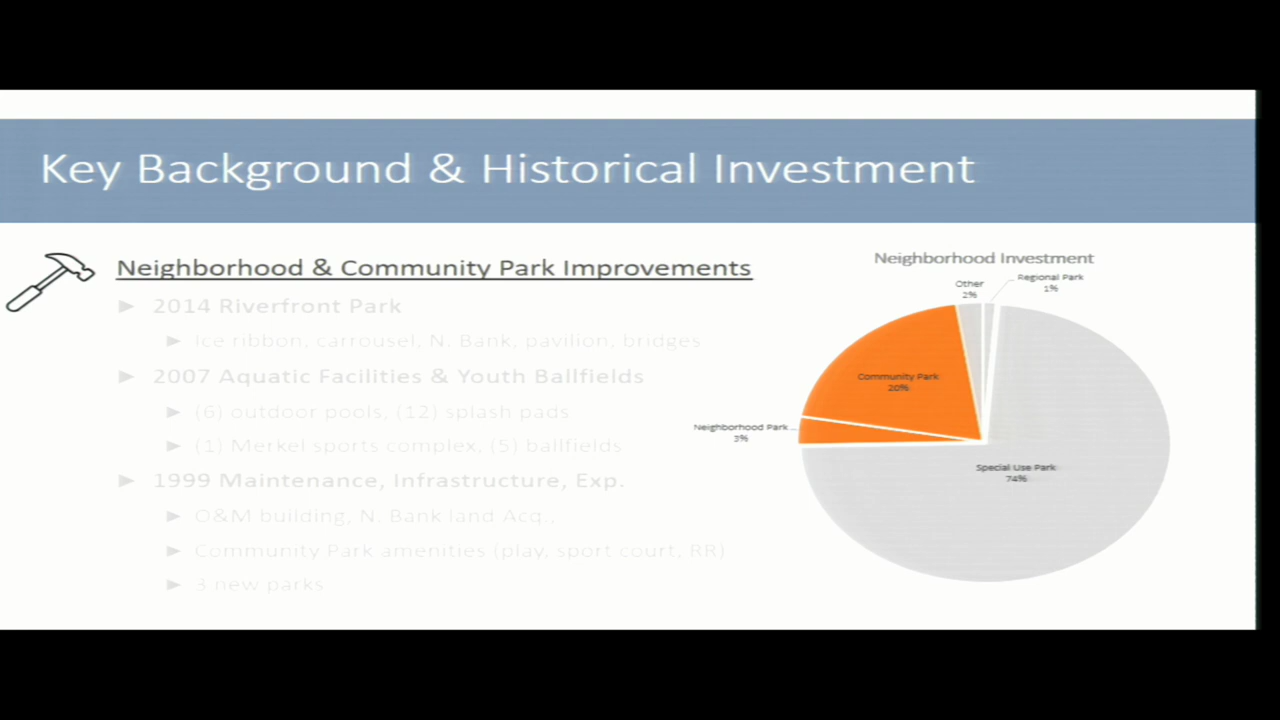 Key Background & Historical Investment
Neighborhood & Community Park Improvements
2014 Riverfront Park
Ice ribbon, carrousel, N. Bank, pavilion, bridges
2007 Aquatic Facilities & Youth Ballfields
(6) outdoor pools, (12) splash pads
(1) Merkel sports complex, (5) ballfields
1999 Maintenance, Infrastructure, Exp.
O&M building, N. Bank land Acq.,
Community Park amenities (play, sport court, RR)
3 new parks
Neighborhood Investment
Other
2%
Regional Park
1%
Community Park
20%
Neighborhood Park
3%
Special Use Park
74%